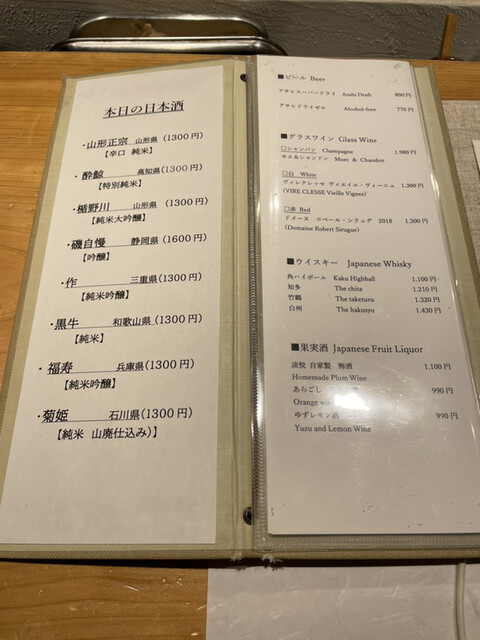 本日の日本酒
・山形正宗 山形県(1300円)
【辛口 純米】
・酔鯨 高知県(1300円)
【特別純米】
・楯野川 山形県(1300円)
【純米大吟醸】
・磯自慢 静岡県(1600円)
【吟醸】
・作 三重県(1300円)
【純米吟醸】
・黒牛 和歌山県(1300円)
【純米】
・福寿 兵庫県(1300円)
【純米吟醸】
・菊姫 石川県(1300円)
【純米 山廃仕込み)】
■ビール Beer
アサヒスーパードライ Asahi Draft 800円
アサヒドライゼロ Alcohol-free 770円
■グラスワイン Glass Wine
□シャンパン Champagne 1.980円
モエ&シャンドン Moet & Chandon
□白 White
ヴィレクレッセ ヴィエイユ・ヴィーニュ 1.300円
(VIRE CLESSE Vieille Vignes)
□赤 Red
ドメーヌ ロベール・シリュグ 2018 1.300円
(Domaine Robert Sirugue)
■ウイスキー Japanese Whisky
角ハイボール Kaku Highball 1.100円
知多 The chita 1.210円
竹鶴 The taketuru 1.320円
白州 The hakusyu 1.430円
■果実酒 Japanese Fruit Liquor
自家製 梅酒 1.100円
Homemade Plum Wine
あらごし 990円
Orange
ゆずレモン酒 990円
Yuzu and Lemon Wine